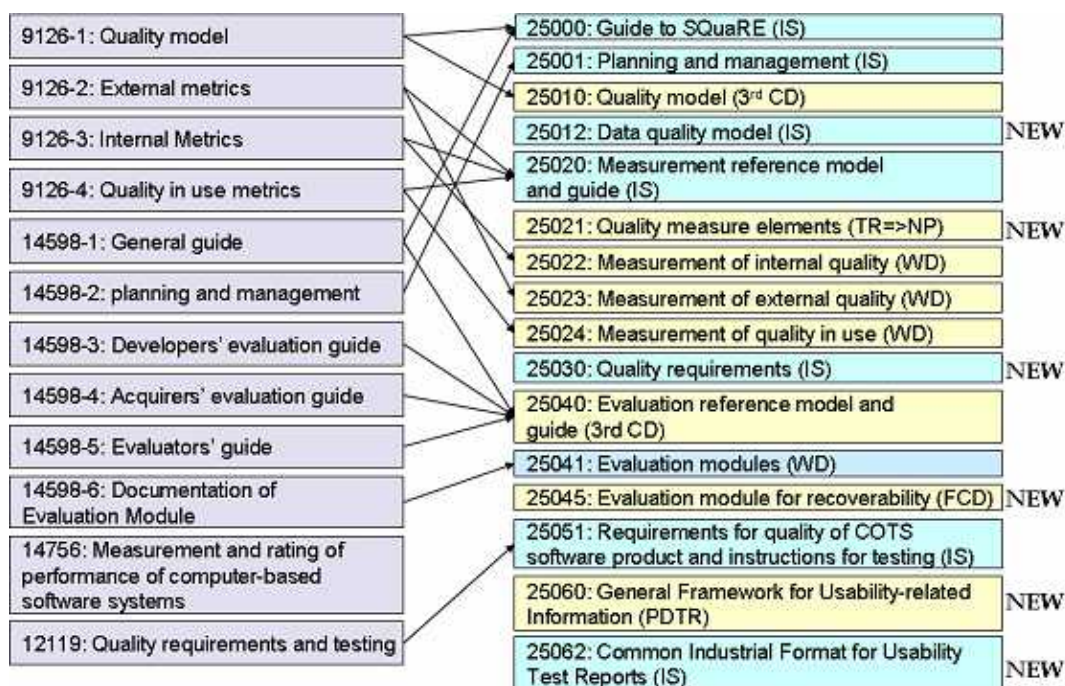 9126-1: Quality model
9126-2: External metrics
9126-3: Internal Metrics
9126-4: Quality in use metrics
14598-1: General guide
14598-2: planning and management
14598-3: Developers' evaluation guide
14598-4: Acquirers' evaluation guide
14598-5: Evaluators' guide
14598-6: Documentation of
Evaluation Module
14756: Measurement and rating of
performance of computer-based
software systems
12119: Quality requirements and testing
25000: Guide to SQuaRE (IS)
25001: Planning and management (IS)
25010: Quality model (3rd CD)
25012: Data quality model (IS) NEW
25020: Measurement reference model
and guide (IS)
25021: Quality measure elements (TR=>NP) NEW
25022: Measurement of internal quality (WD)
25023: Measurement of external quality (WD)
25024: Measurement of quality in use (WD)
25030: Quality requirements (IS) NEW
25040: Evaluation reference model and
guide (3rd CD)
25041: Evaluation modules (WD)
25045: Evaluation module for recoverability (FCD) NEW
25051: Requirements for quality of COTS
software product and instructions for testing (IS)
25060: General Framework for Usability-related
Information (PDTR) NEW
25062: Common Industrial Format for Usability
Test Reports (IS) NEW